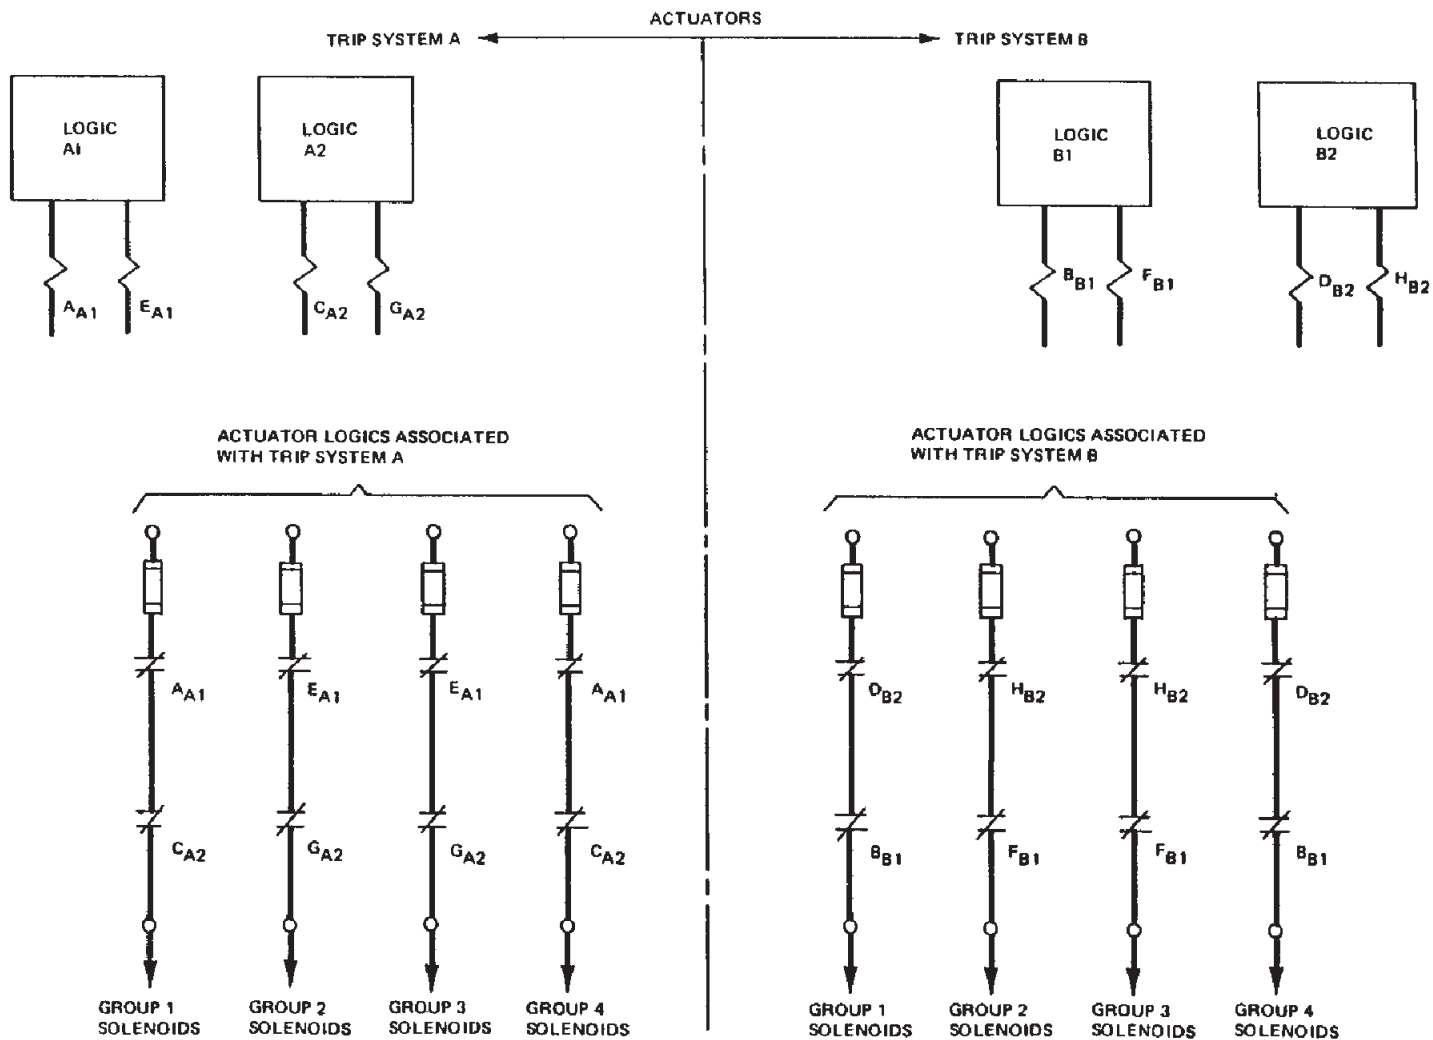 ACTUATORS
TRIP SYSTEM A
TRIP SYSTEM B
LOGIC
A1
LOGIC
A2
LOGIC
B1
LOGIC
B2
AA1
EA1
CA2
GA2
BB1
FB1
DB2
HB2
ACTUATOR LOGICS ASSOCIATED
WITH TRIP SYSTEM A
ACTUATOR LOGICS ASSOCIATED
WITH TRIP SYSTEM B
AA1
EA1
EA1
AA1
DB2
HB2
HB2
DB2
CA2
GA2
GA2
CA2
BB1
FB1
FB1
BB1
GROUP 1
SOLENOIDS
GROUP 2
SOLENOIDS
GROUP 3
SOLENOIDS
GROUP 4
SOLENOIDS
GROUP 1
SOLENOIDS
GROUP 2
SOLENOIDS
GROUP 3
SOLENOIDS
GROUP 4
SOLENOIDS